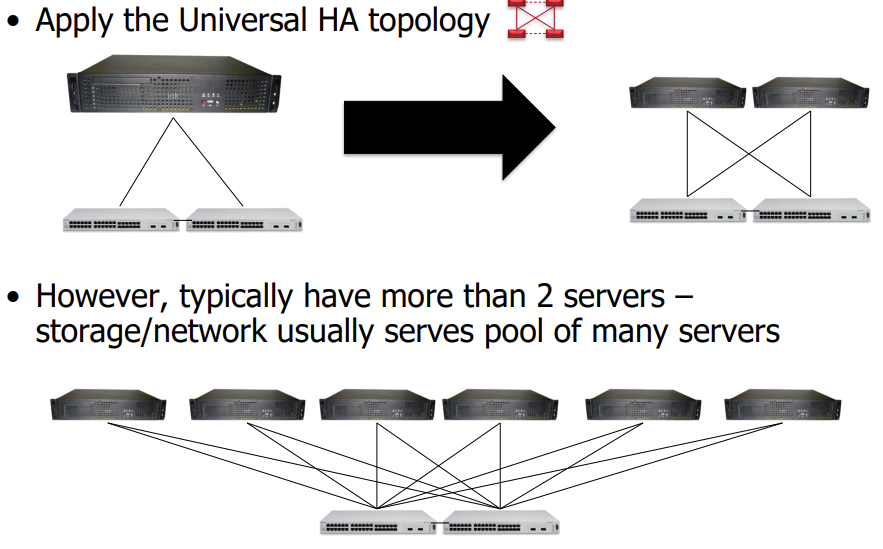 • Apply the Universal HA topology
• However, typically have more than 2 servers –
storage/network usually serves pool of many servers